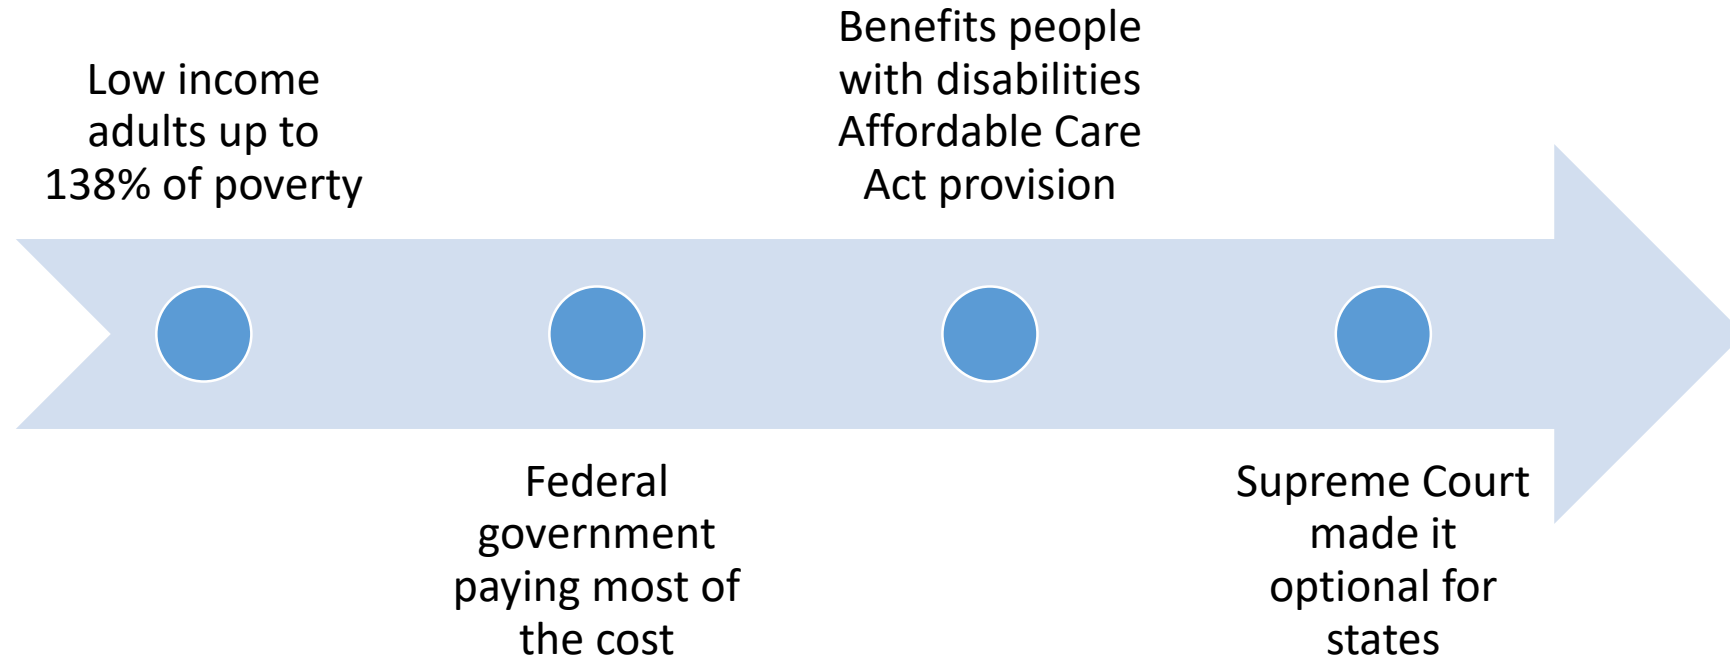 Low income
adults up to
138% of poverty
Federal
government
paying most of
the cost
Benefits people
with disabilities
Affordable Care
Act provision
Supreme Court
made it
optional for
states